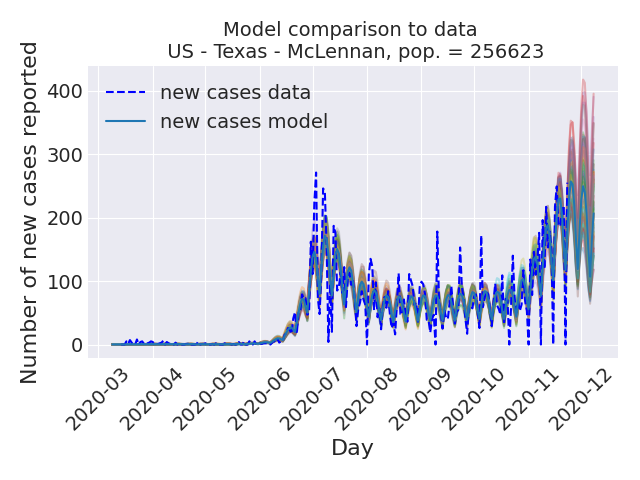 Model comparison to data
US - Texas - McLennan, pop. = 256623
Number of new cases reported
400
300
200
100
0
new cases data
new cases model
2020-03
2020-04
2020-05
2020-06
2020-07
2020-08
2020-09
2020-10
2020-11
2020-12
Day